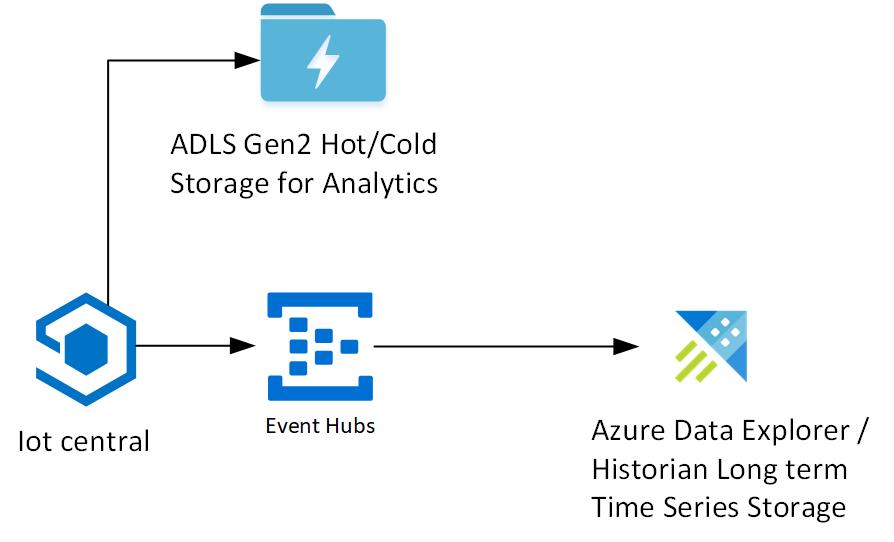 ADLS Gen2 Hot/Cold
Storage for Analytics
Iot central
Event Hubs
Azure Data Explorer /
Historian Long term
Time Series Storage